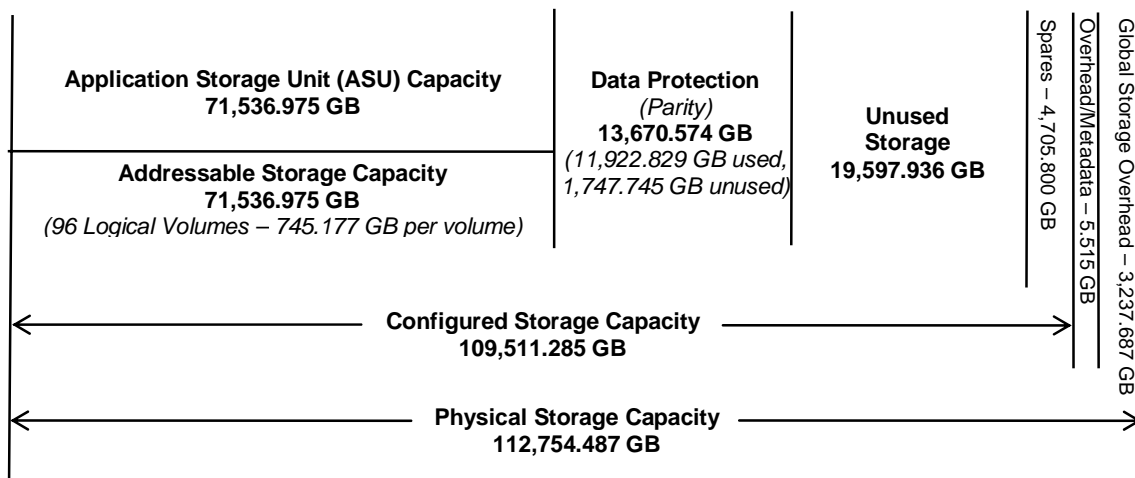 Application Storage Unit (ASU) Capacity
71,536.975 GB
Addressable Storage Capacity
71,536.975 GB
(96 Logical Volumes – 745.177 GB per volume)
Data Protection
(Parity)
13,670.574 GB
(11,922.829 GB used,
1,747.745 GB unused)
Unused
Storage
19,597.936 GB
Spares – 4,705.800 GB
Overhead/Metadata – 5.515 GB
Global Storage Overhead – 3,237.687 GB
Configured Storage Capacity
109,511.285 GB
Physical Storage Capacity
112,754.487 GB